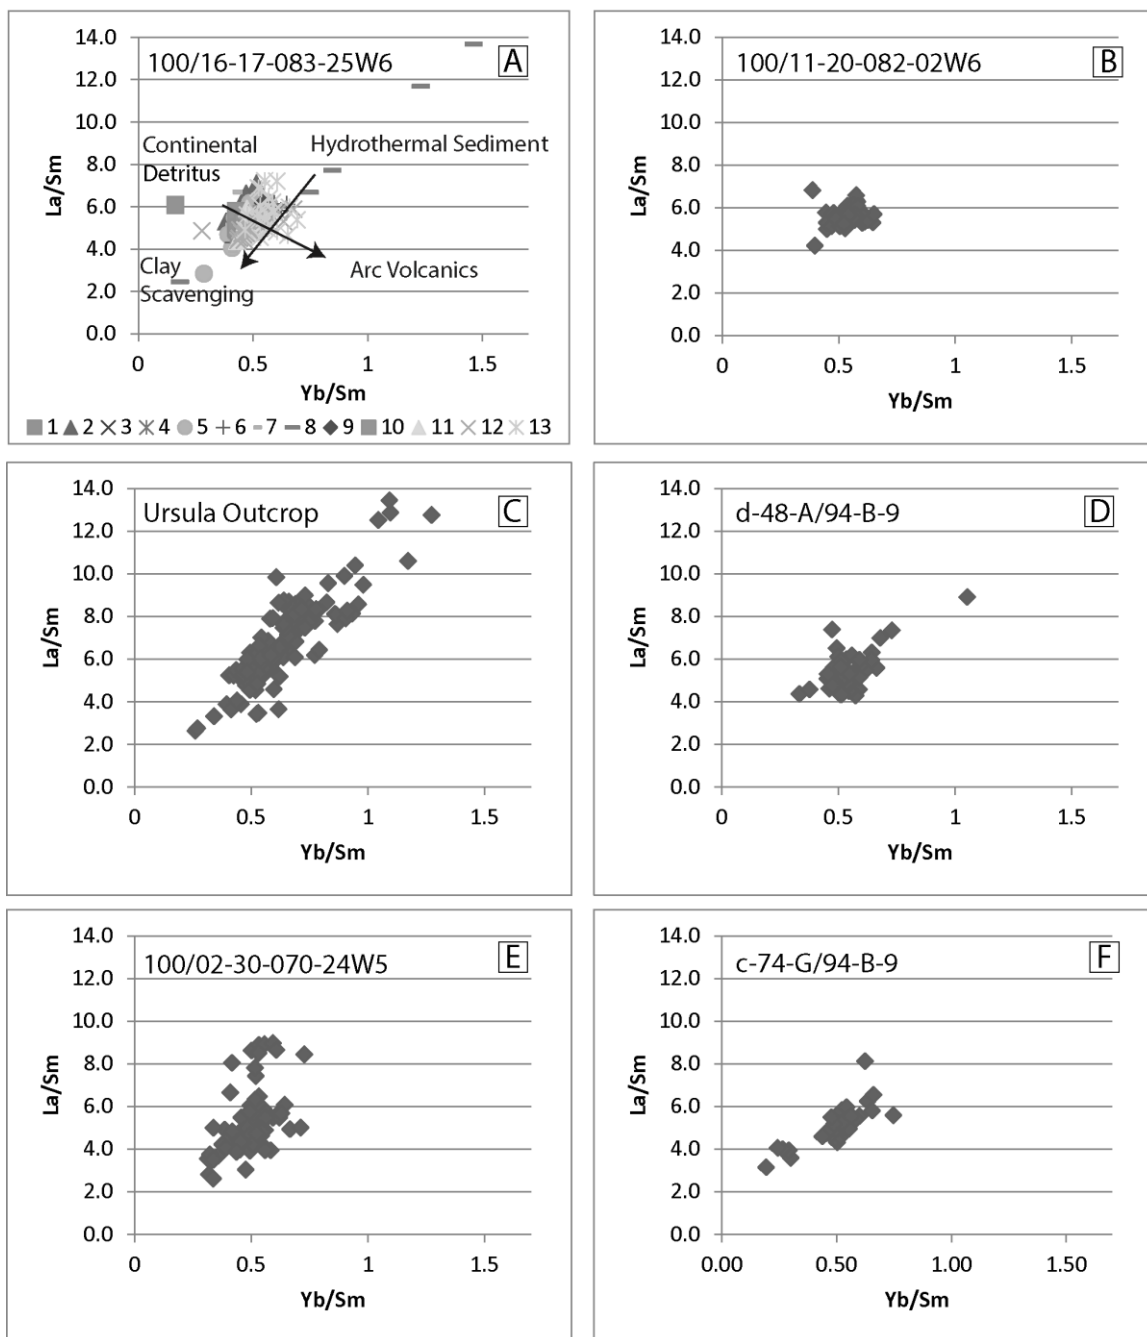 100/16-17-083-25W6
A
14.0
12.0
10.0
8.0
6.0
4.0
2.0
0.0
La/Sm
Continental
Detritus
Hydrothermal Sediment
Clay
Scavenging
Arc Volcanics
0 0.5 1 1.5
Yb/Sm
1 2 3 4 5 6 7 8 9 10 11 12 13
100/11-20-082-02W6
B
14.0
12.0
10.0
8.0
6.0
4.0
2.0
0.0
La/Sm
0 0.5 1 1.5
Yb/Sm
Ursula Outcrop
C
14.0
12.0
10.0
8.0
6.0
4.0
2.0
0.0
La/Sm
0 0.5 1 1.5
Yb/Sm
d-48-A/94-B-9
D
14.0
12.0
10.0
8.0
6.0
4.0
2.0
0.0
La/Sm
0 0.5 1 1.5
Yb/Sm
100/02-30-070-24W5
E
14.0
12.0
10.0
8.0
6.0
4.0
2.0
0.0
La/Sm
0 0.5 1 1.5
Yb/Sm
c-74-G/94-B-9
F
14.0
12.0
10.0
8.0
6.0
4.0
2.0
0.0
La/Sm
0.00 0.50 1.00 1.50
Yb/Sm